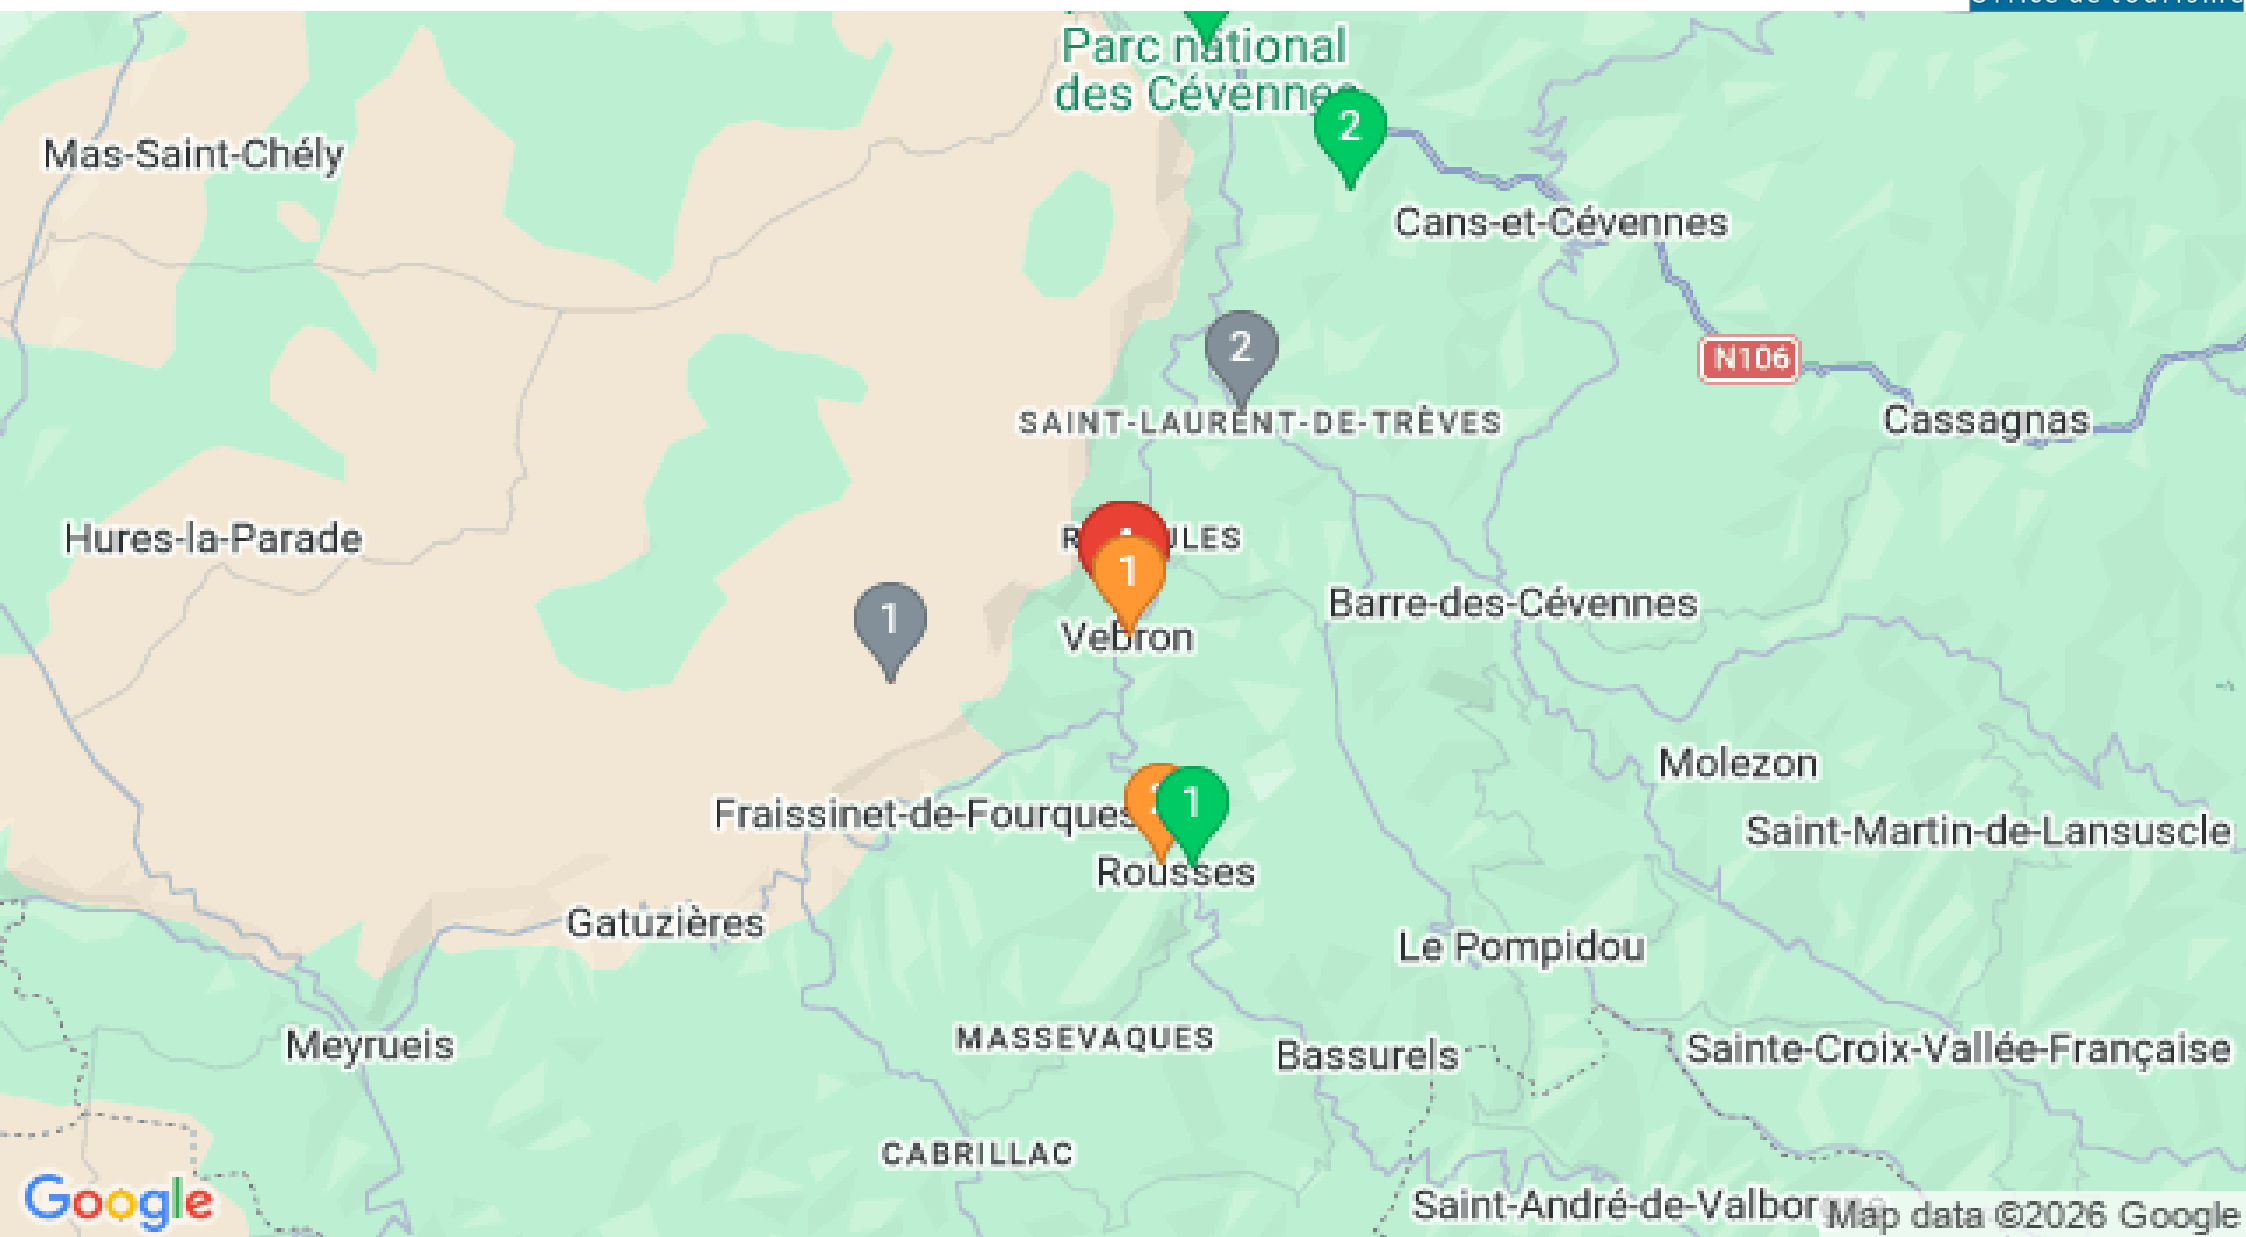 Office de tourisme
Parc national
des Cévennes
2
Mas-Saint-Chély
Cans-et-Cévennes
2
N106
SAINT-LAURENT-DE-TRÈVES
Cassagnas
Hures-la-Parade
1
1
Barre-des-Cévennes
Vebron
Molezon
1
Fraissinet-de-Fourques
Saint-Martin-de-Lansuscle
Rousses
Gatuzières
Le Pompidou
MASSEVAQUES
Meyrueis
Bassurels
Sainte-Croix-Vallée-Française
CABRILLAC
Google
Saint-André-de-Valbor
Map data ©2026 Google